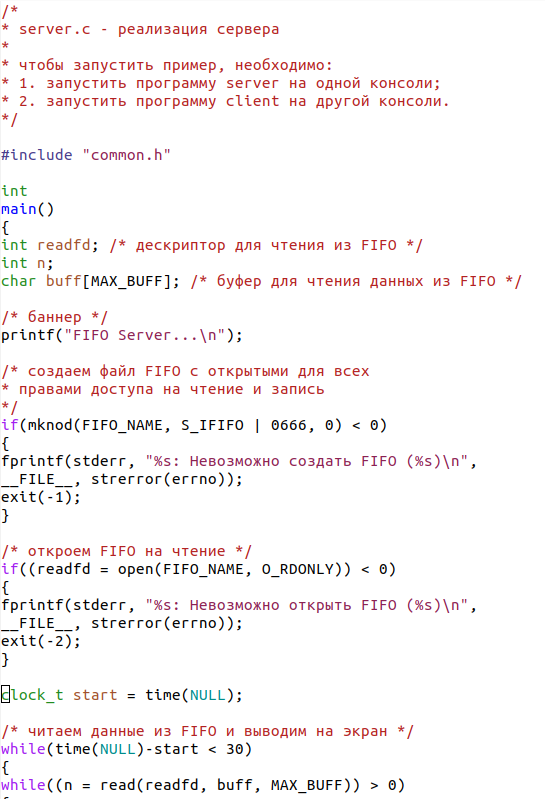 /*
* server.c - реализация сервера
*
* чтобы запустить пример, необходимо:
* 1. запустить программу server на одной консоли;
* 2. запустить программу client на другой консоли.
*/
#include "common.h"
int
main()
{
int readfd; /* дескриптор для чтения из FIFO */
int n;
char buff[MAX_BUFF]; /* буфер для чтения данных из FIFO */
/* баннер */
printf("FIFO Server...\n");
/* создаем файл FIFO с открытыми для всех
* правами доступа на чтение и запись
*/
if(mknod(FIFO_NAME, S_IFIFO | 0666, 0) < 0)
{
fprintf(stderr, "%s: Невозможно создать FIFO (%s)\n",
__FILE__, strerror(errno));
exit(-1);
}
/* откроем FIFO на чтение */
if((readfd = open(FIFO_NAME, O_RDONLY)) < 0)
{
fprintf(stderr, "%s: Невозможно открыть FIFO (%s)\n",
__FILE__, strerror(errno));
exit(-2);
}
clock_t start = time(NULL);
/* читаем данные из FIFO и выводим на экран */
while(time(NULL)-start < 30)
{
while((n = read(readfd, buff, MAX_BUFF)) > 0)